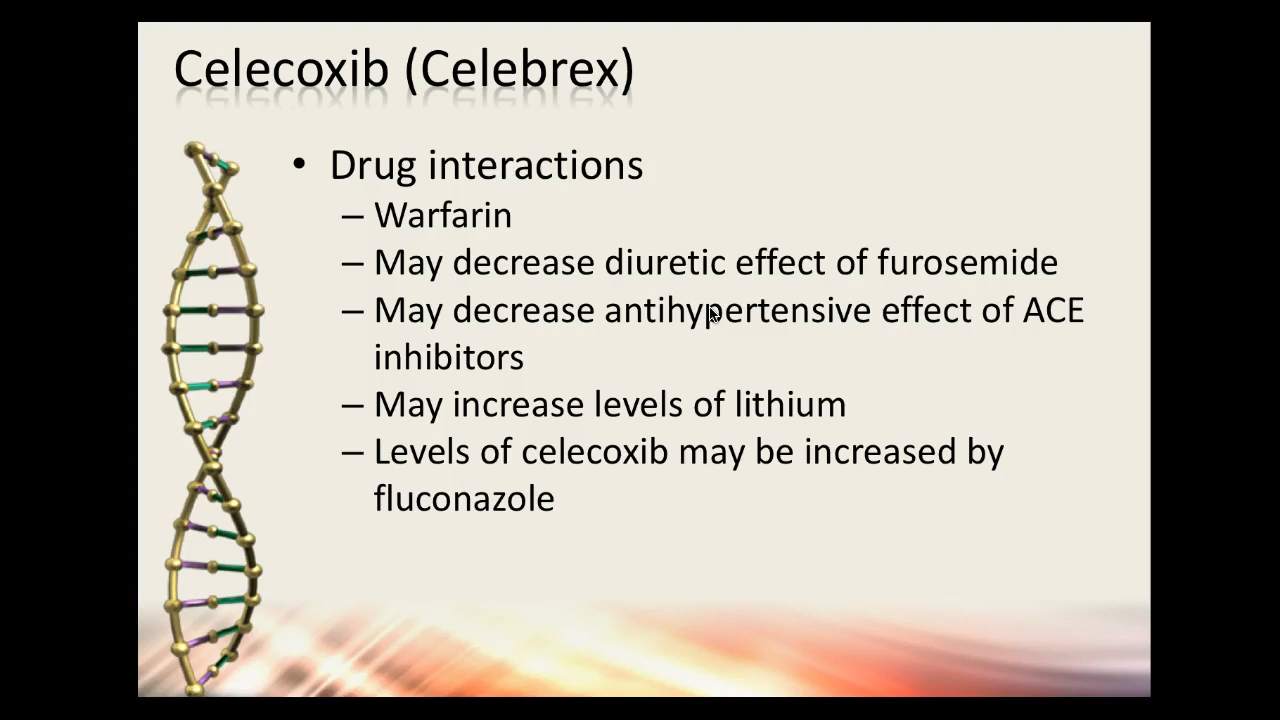 Celecoxib (Celebrex)
• Drug interactions
– Warfarin
– May decrease diuretic effect of furosemide
– May decrease antihypertensive effect of ACE
inhibitors
– May increase levels of lithium
– Levels of celecoxib may be increased by
fluconazole